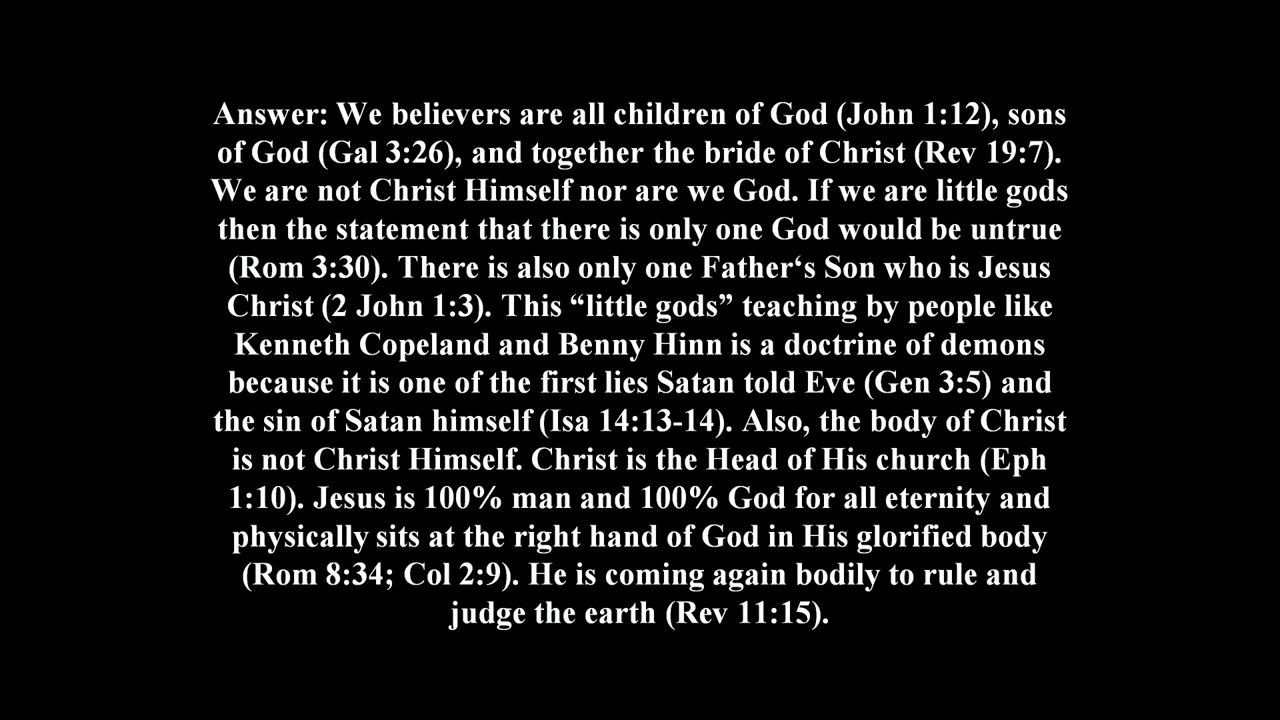 Answer: We believers are all children of God (John 1:12), sons
of God (Gal 3:26), and together the bride of Christ (Rev 19:7).
We are not Christ Himself nor are we God. If we are little gods
then the statement that there is only one God would be untrue
(Rom 3:30). There is also only one Father‘s Son who is Jesus
Christ (2 John 1:3). This “little gods” teaching by people like
Kenneth Copeland and Benny Hinn is a doctrine of demons
because it is one of the first lies Satan told Eve (Gen 3:5) and
the sin of Satan himself (Isa 14:13-14). Also, the body of Christ
is not Christ Himself. Christ is the Head of His church (Eph
1:10). Jesus is 100% man and 100% God for all eternity and
physically sits at the right hand of God in His glorified body
(Rom 8:34; Col 2:9). He is coming again bodily to rule and
judge the earth (Rev 11:15).